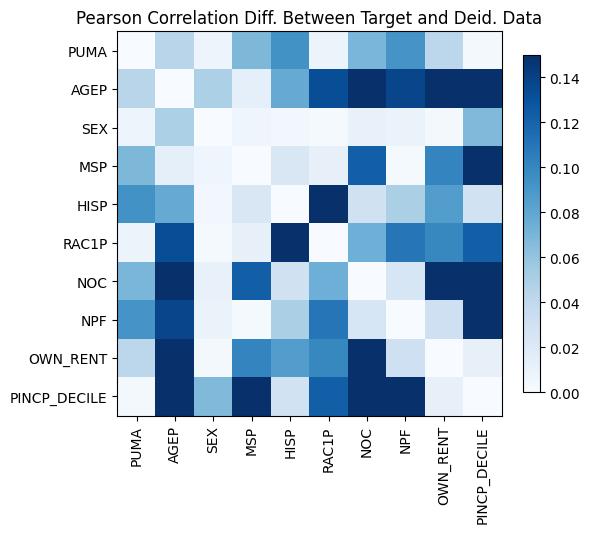 Pearson Correlation Diff. Between Target and Deid. Data
PUMA
AGEP
SEX
MSP
HISP
RAC1P
NOC
NPF
OWN_RENT
PINCP_DECILE
PUMA
AGEP
SEX
MSP
HISP
RAC1P
NOC
NPF
OWN_RENT
PINCP_DECILE
0.14
0.12
0.10
0.08
0.06
0.04
0.02
0.00